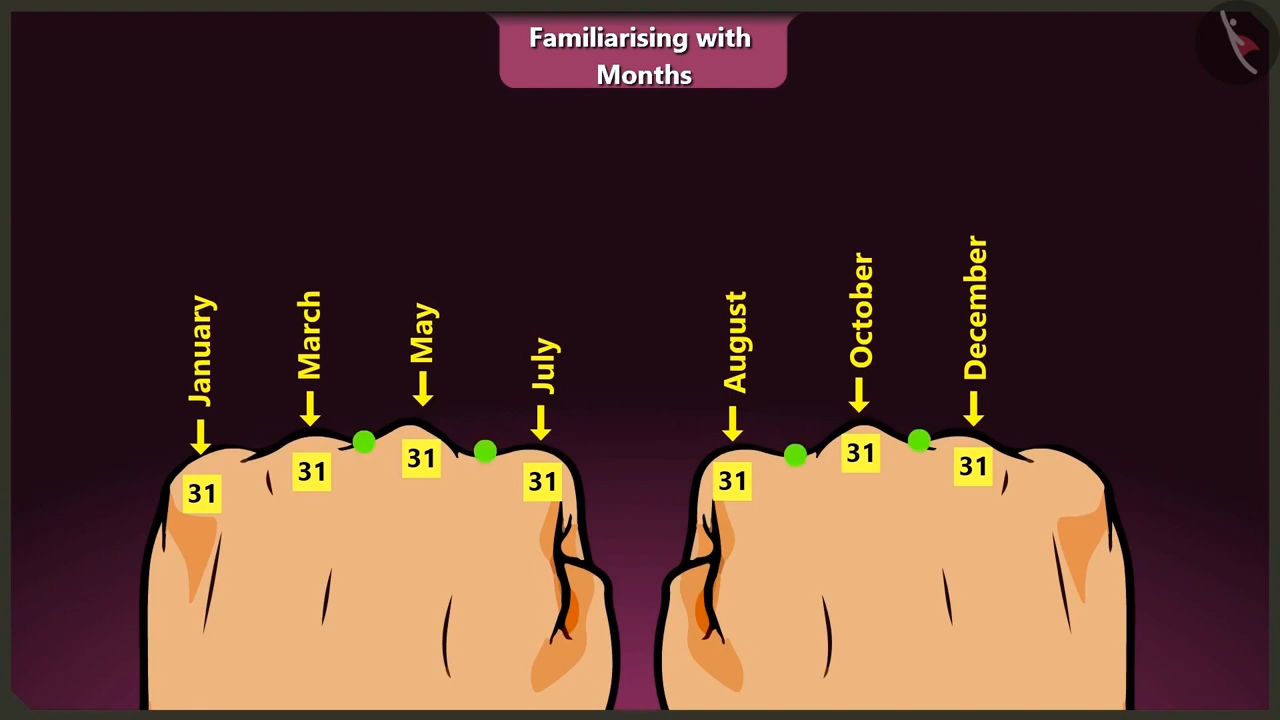 Familiarising with
Months
January
March
May
July
August
October
December
31
31
31
31
31
31
31